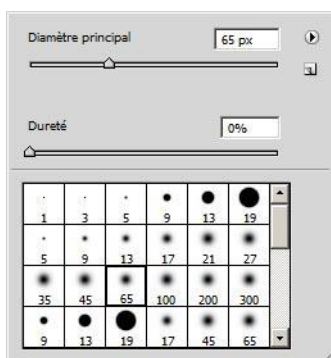 Diamètre principal 65 px
Dureté 0%
1 3 5 9 13 19
5 9 13 17 21 27
35 45 65 100 200 300
9 13 19 17 45 65